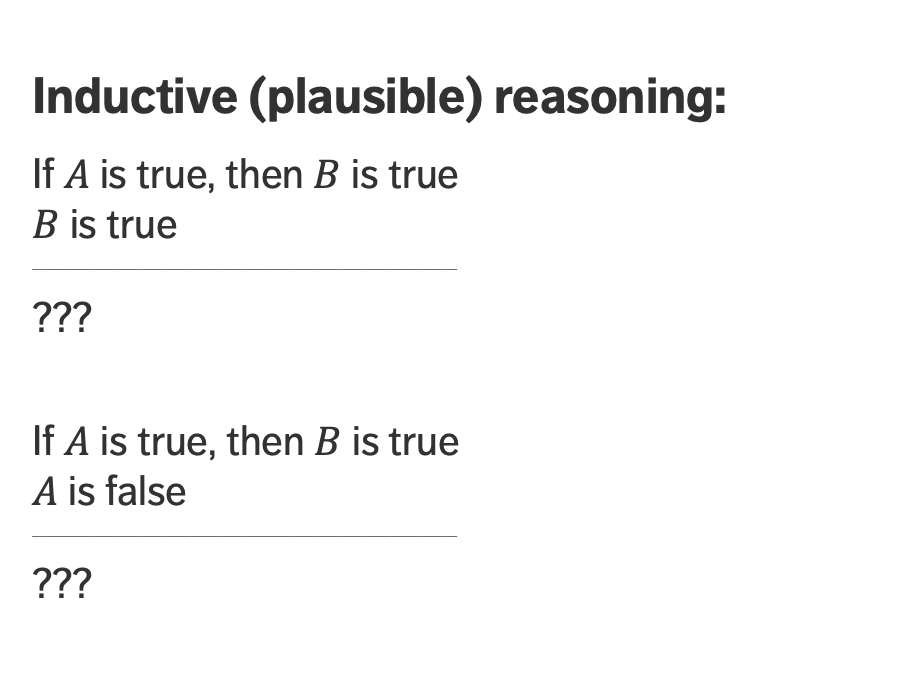 Inductive (plausible) reasoning:
If A is true, then B is true
B is true
???
If A is true, then B is true
A is false
???